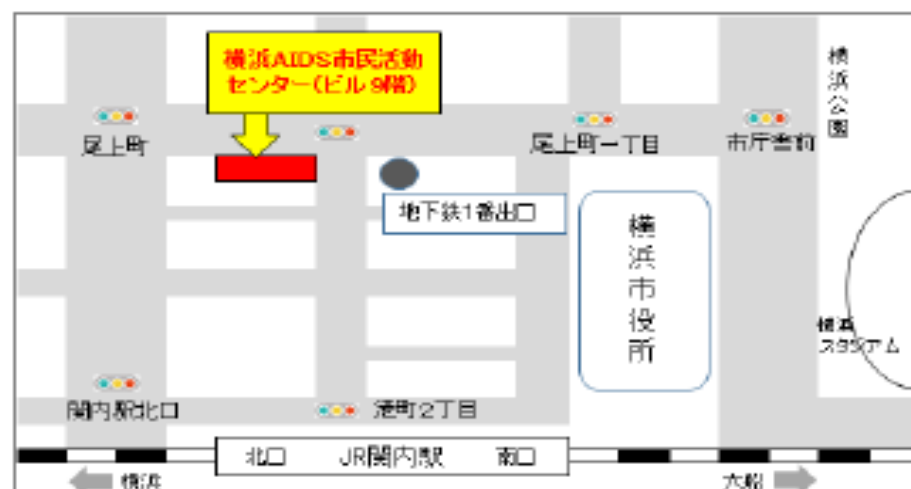 横浜AIDS市民活動
センター(ビル9階)
横浜公園
尾上町
尾上町一丁目
市庁舎前
地下鉄1番出口
横浜市役所
横浜
スタジアム
関内駅北口
港町2丁目
北口 JR関内駅 南口
横浜
大船